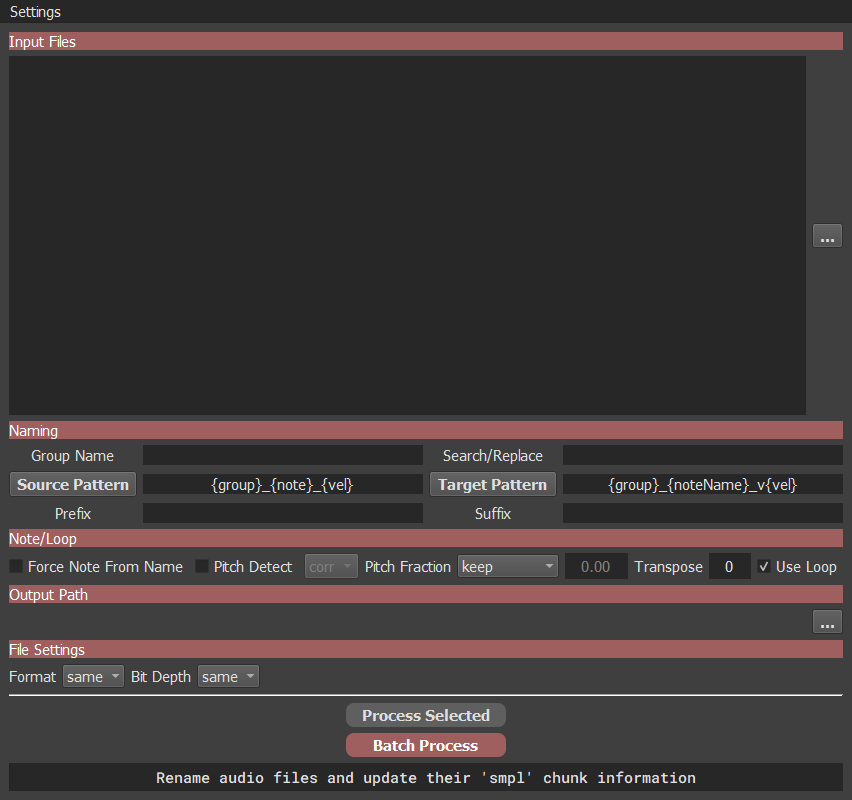 Settings
Input Files
...
Naming
Group Name Search/Replace
Source Pattern {group}_{note}_{vel} Target Pattern {group}_{noteName}_v{vel}
Prefix Suffix
Note/Loop
Force Note From Name Pitch Detect corr Pitch Fraction keep 0.00 Transpose 0 Use Loop
Output Path
...
File Settings
Format same Bit Depth same
Process Selected
Batch Process
Rename audio files and update their 'smpl' chunk information